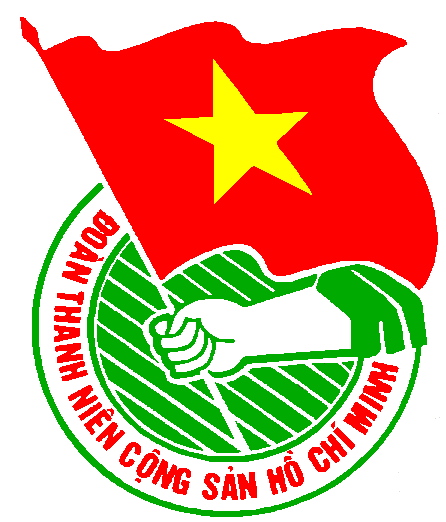 ĐOÀN THANH NIÊN CỘNG SẢN HỒ CHÍ MINH